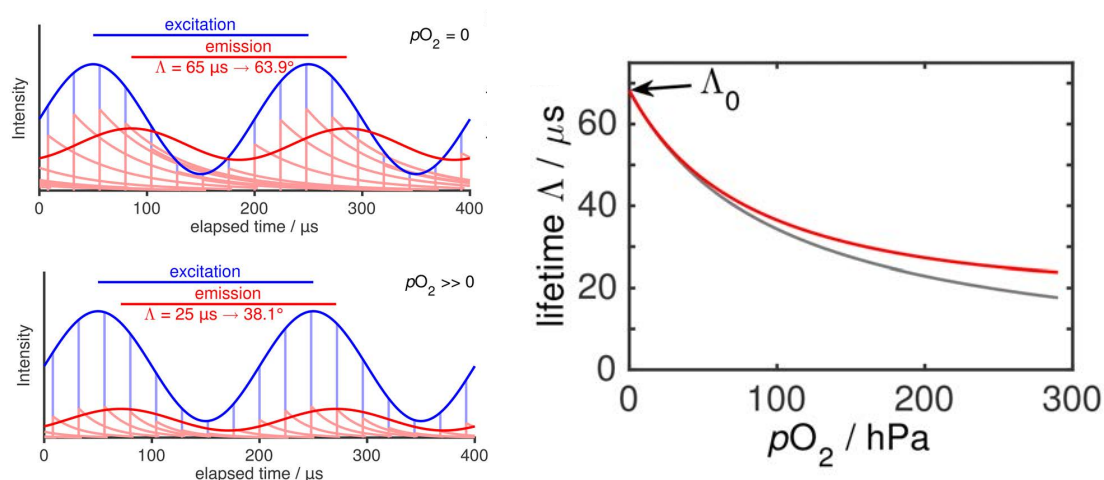 excitation
pO₂ = 0
emission
Λ = 65 µs → 63.9°
Intensity
0 100 200 300 400
elapsed time / µs
excitation
pO₂ >> 0
emission
Λ = 25 µs → 38.1°
Intensity
0 100 200 300 400
elapsed time / µs
Λ₀
lifetime Λ / µs
60
40
20
0
0 100 200 300
pO₂ / hPa